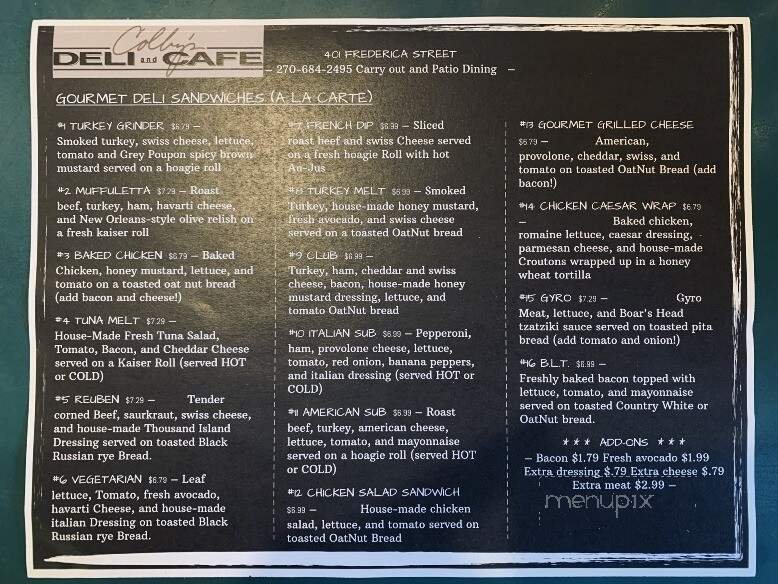 Colby's
DELI and CAFE
401 FREDERICA STREET
– 270-684-2495 Carry out and Patio Dining –
GOURMET DELI SANDWICHES (A LA CARTE)
#1 TURKEY GRINDER $6.79 –
Smoked turkey, swiss cheese, lettuce,
tomato and Grey Poupon spicy brown
mustard served on a hoagie roll
#2 MUFFULETTA $7.29 – Roast
beef, turkey, ham, havarti cheese,
and New Orleans-style olive relish on
a fresh kaiser roll
#3 BAKED CHICKEN $6.79 – Baked
Chicken, honey mustard, lettuce, and
tomato on a toasted oat nut bread
(add bacon and cheese!)
#4 TUNA MELT $7.29 –
House-Made Fresh Tuna Salad,
Tomato, Bacon, and Cheddar Cheese
served on a Kaiser Roll (served HOT
or COLD)
#5 REUBEN $7.29 – Tender
corned Beef, saurkraut, swiss cheese,
and house-made Thousand Island
Dressing served on toasted Black
Russian rye Bread.
#6 VEGETARIAN $6.79 – Leaf
lettuce, Tomato, fresh avocado,
havarti Cheese, and house-made
italian Dressing on toasted Black
Russian rye Bread.
#7 FRENCH DIP $6.99 – Sliced
roast beef and swiss Cheese served
on a fresh hoagie Roll with hot
Au-Jus
#8 TURKEY MELT $6.99 – Smoked
Turkey, house-made honey mustard,
fresh avocado, and swiss cheese
served on a toasted OatNut bread
#9 CLUB $6.99 –
Turkey, ham, cheddar and swiss
cheese, bacon, house-made honey
mustard dressing, lettuce, and
tomato OatNut bread
#10 ITALIAN SUB $6.99 – Pepperoni,
ham, provolone cheese, lettuce,
tomato, red onion, banana peppers,
and italian dressing (served HOT or
COLD)
#11 AMERICAN SUB $6.99 – Roast
beef, turkey, american cheese,
lettuce, tomato, and mayonnaise
served on a hoagie roll (served HOT
or COLD)
#12 CHICKEN SALAD SANDWICH
$6.99 – House-made chicken
salad, lettuce, and tomato served on
toasted OatNut Bread
#13 GOURMET GRILLED CHEESE
$6.79 – American,
provolone, cheddar, swiss, and
tomato on toasted OatNut Bread (add
bacon!)
#14 CHICKEN CAESAR WRAP $6.79
– Baked chicken,
romaine lettuce, caesar dressing,
parmesan cheese, and house-made
Croutons wrapped up in a honey
wheat tortilla
#15 GYRO $7.29 – Gyro
Meat, lettuce, and Boar's Head
tzatziki sauce served on toasted pita
bread (add tomato and onion!)
#16 B.L.T. $6.99 –
Freshly baked bacon topped with
lettuce, tomato, and mayonnaise
served on toasted Country White or
OatNut bread.
* * * ADD-ONS * * *
– Bacon $1.79 Fresh avocado $1.99
Extra dressing $.79 Extra cheese $.79
Extra meat $2.99 –
menupix